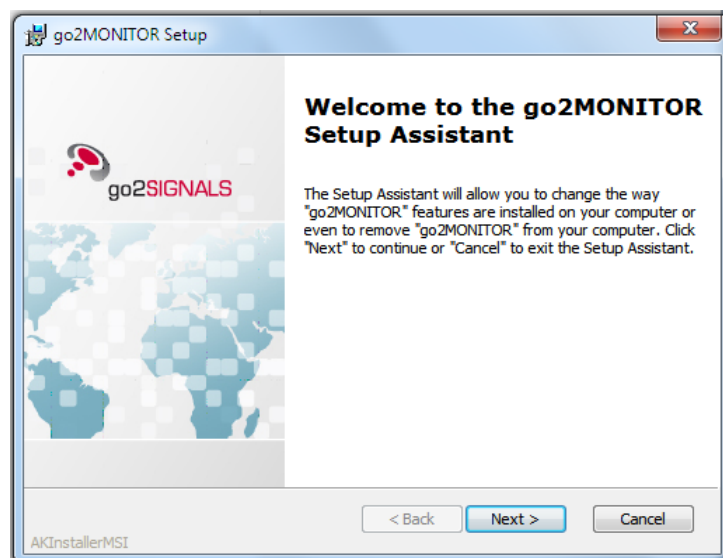 go2MONITOR Setup
Welcome to the go2MONITOR
Setup Assistant
go2SIGNALS
The Setup Assistant will allow you to change the way
"go2MONITOR" features are installed on your computer or
even to remove "go2MONITOR" from your computer. Click
"Next" to continue or "Cancel" to exit the Setup Assistant.
< Back
Next >
Cancel
AKInstallerMSI